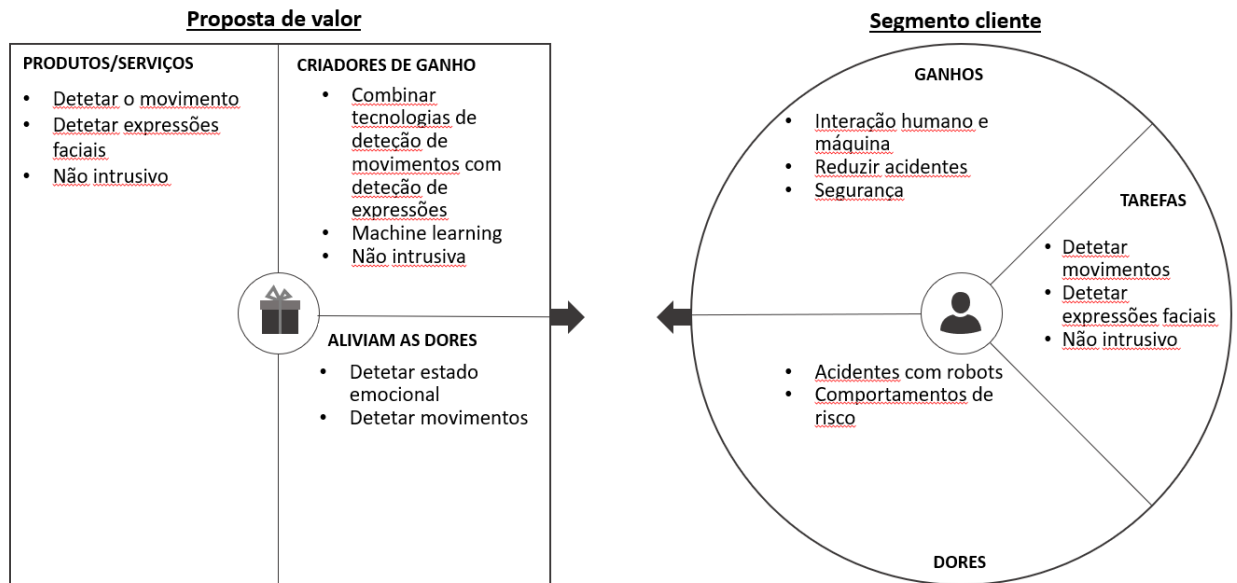 Proposta de valor
PRODUTOS/SERVIÇOS
• Detetar o movimento
• Detetar expressões
faciais
• Não intrusivo
CRIADORES DE GANHO
• Combinar
tecnologias de
deteção de
movimentos com
deteção de
expressões
• Machine learning
• Não intrusiva
ALIVIAM AS DORES
• Detetar estado
emocional
• Detetar movimentos
Segmento cliente
GANHOS
• Interação humano e
máquina
• Reduzir acidentes
• Segurança
TAREFAS
• Detetar
movimentos
• Detetar
expressões faciais
• Não intrusivo
• Acidentes com robots
• Comportamentos de
risco
DORES